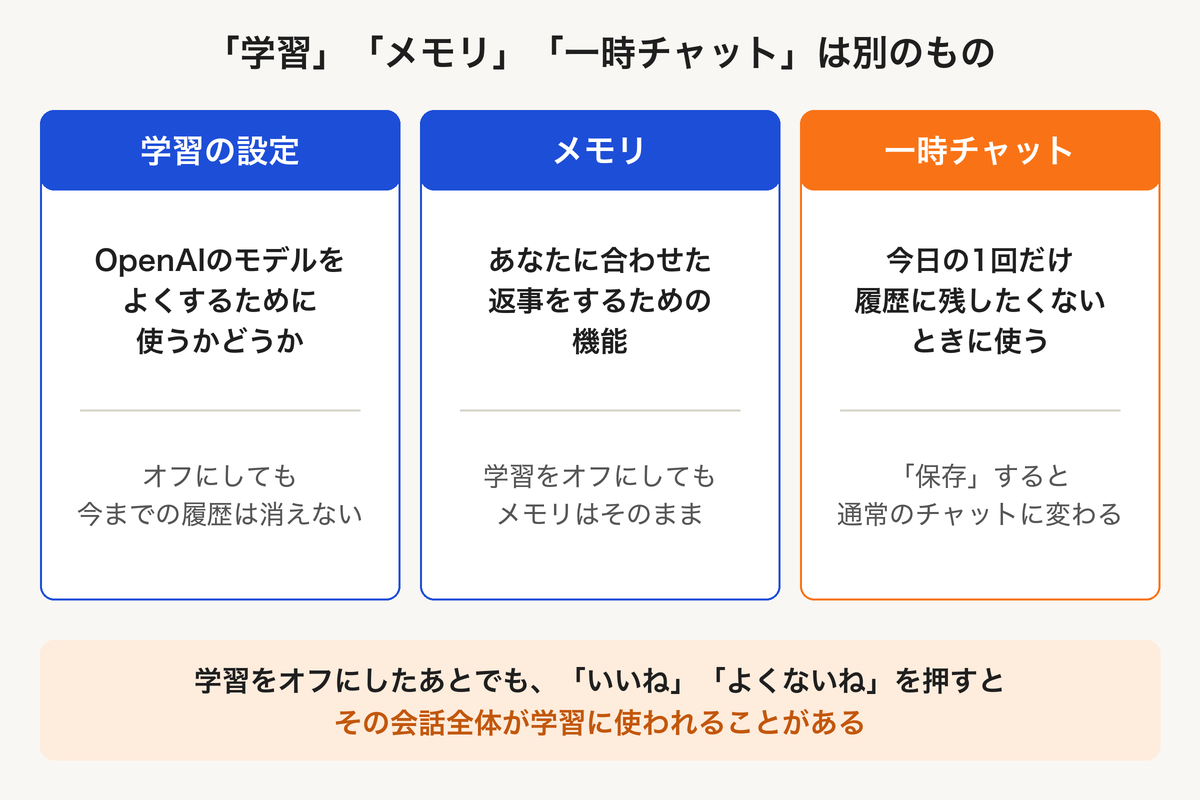 「学習」「メモリ」「一時チャット」は別のもの
学習の設定
OpenAIのモデルを
よくするために
使うかどうか
オフにしても
今までの履歴は消えない
メモリ
あなたに合わせた
返事をするための
機能
学習をオフにしても
メモリはそのまま
一時チャット
今日の1回だけ
履歴に残したくない
ときに使う
「保存」すると
通常のチャットに変わる
学習をオフにしたあとでも、「いいね」「よくないね」を押すと
その会話全体が学習に使われることがある